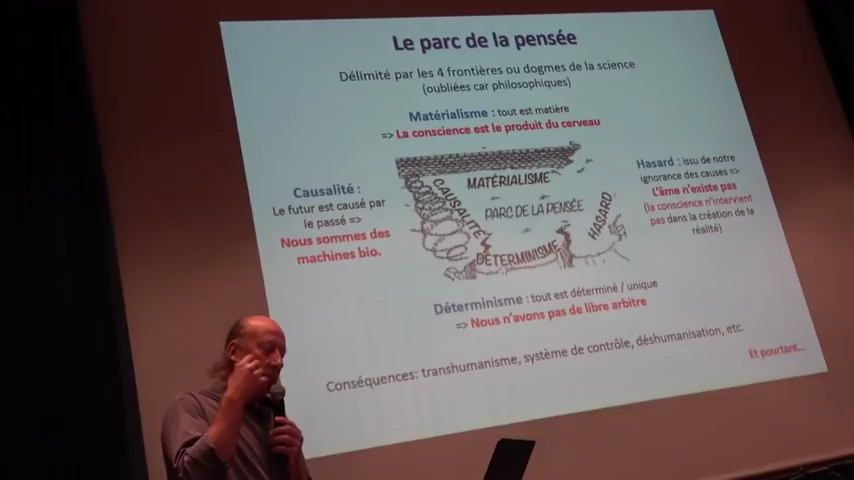 Le parc de la pensée
Délimité par les 4 frontières ou dogmes de la science
(oubliées car philosophiques)
Matérialisme : tout est matière
=> La conscience est le produit du cerveau
Causalité :
Le futur est causé par
le passé =>
Nous sommes des
machines bio.
MATÉRIALISME
CAUSALITÉ
PARC DE LA PENSÉE
HASARD
DÉTERMINISME
Hasard : issu de notre
ignorance des causes =>
L'âme n'existe pas
(la conscience n'intervient
pas dans la création de la
réalité)
Déterminisme : tout est déterminé / unique
=> Nous n'avons pas de libre arbitre
Conséquences: transhumanisme, système de contrôle, déshumanisation, etc.
Et pourtant...